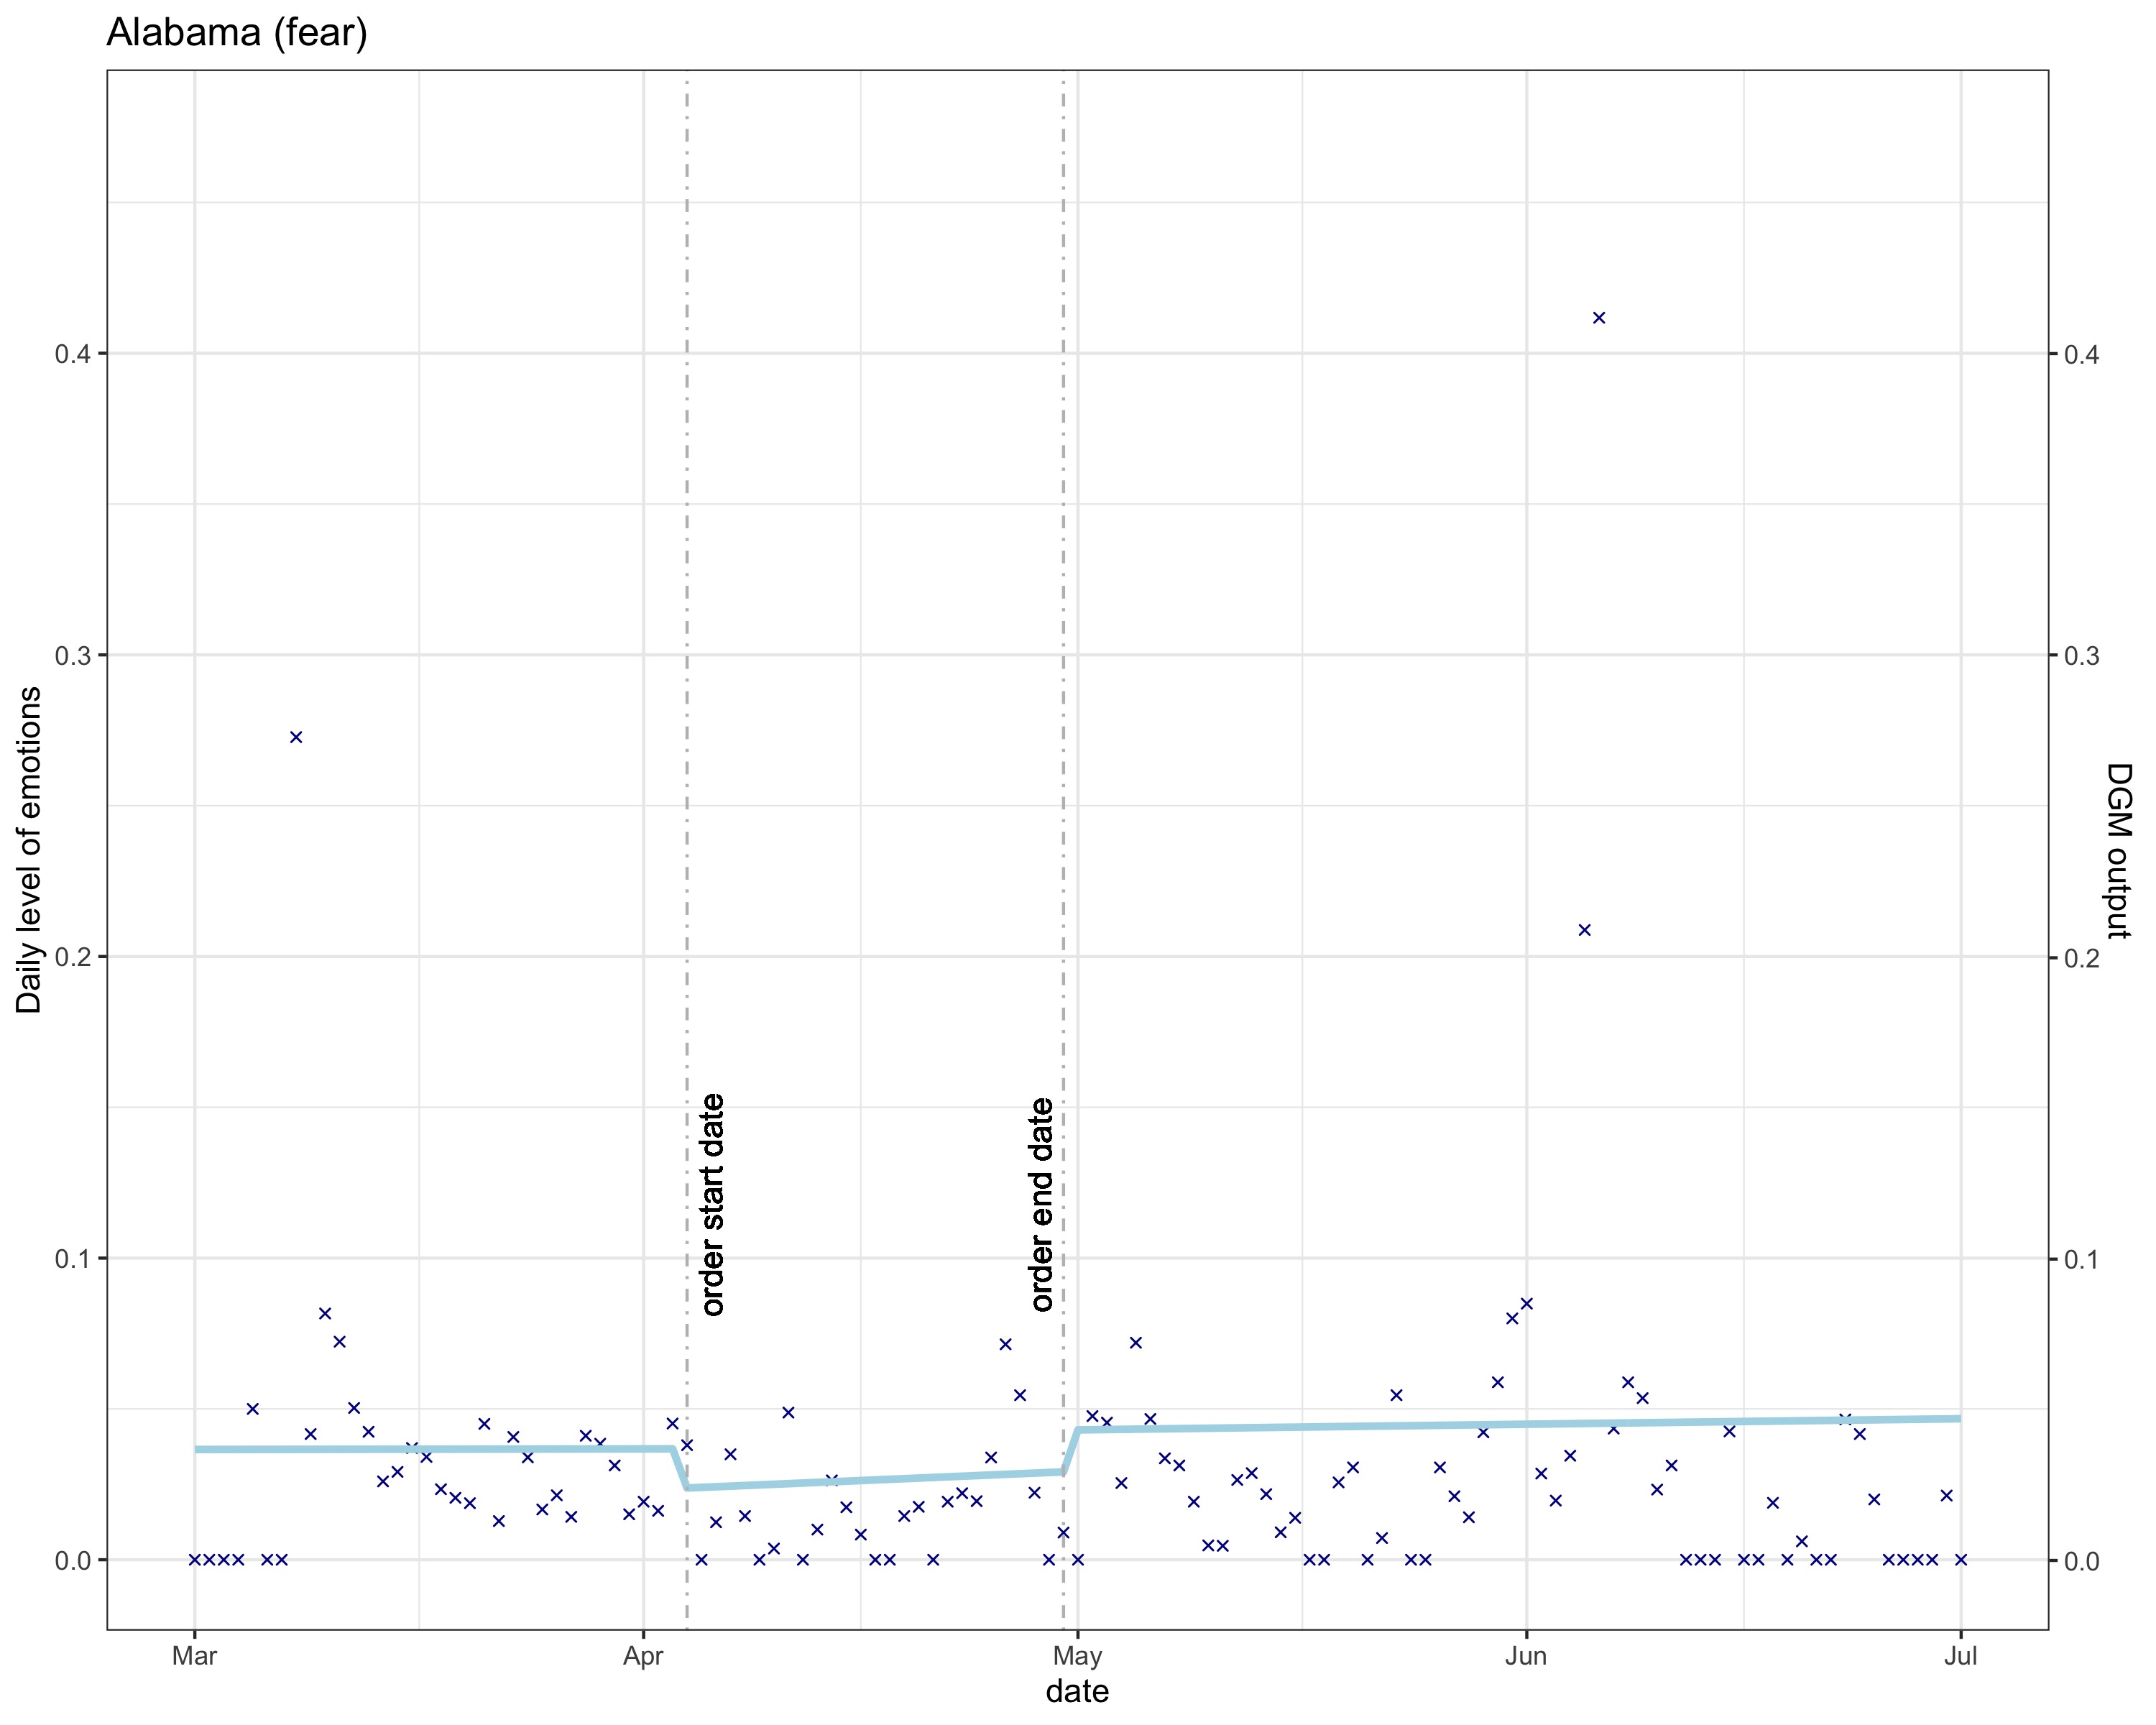 Alabama (fear)
Daily level of emotions
0.4
0.3
0.2
0.1
0.0
order start date
order end date
0.4
0.3
0.2
0.1
0.0
DGM output
Mar
Apr
May
Jun
Jul
date